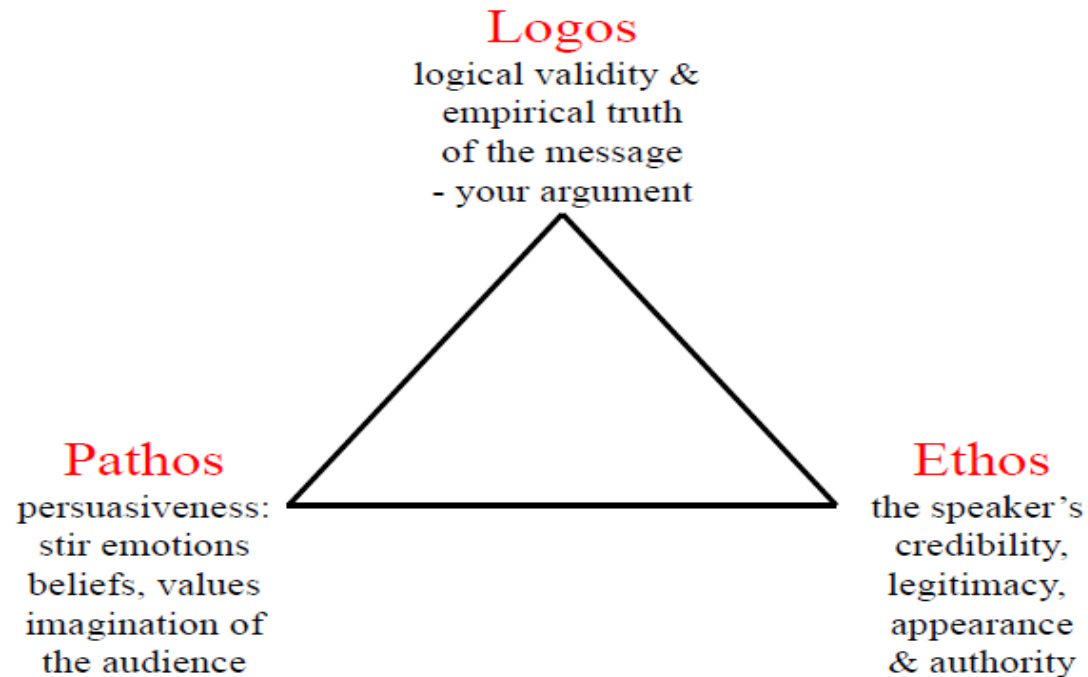 Logos
logical validity &
empirical truth
of the message
- your argument
Pathos
persuasiveness:
stir emotions
beliefs, values
imagination of
the audience
Ethos
the speaker’s
credibility,
legitimacy,
appearance
& authority